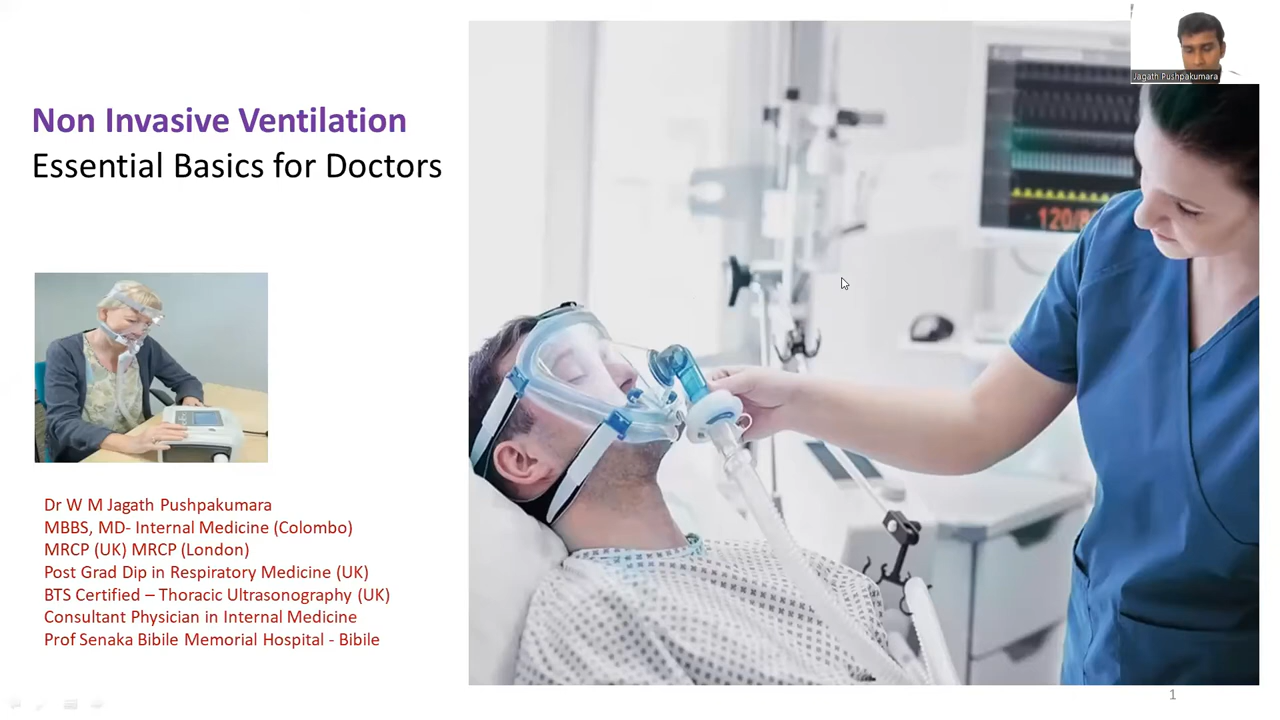 Non Invasive Ventilation
Essential Basics for Doctors
Jagath Pushpakumara
Dr W M Jagath Pushpakumara
MBBS, MD- Internal Medicine (Colombo)
MRCP (UK) MRCP (London)
Post Grad Dip in Respiratory Medicine (UK)
BTS Certified – Thoracic Ultrasonography (UK)
Consultant Physician in Internal Medicine
Prof Senaka Bibile Memorial Hospital - Bibile
1